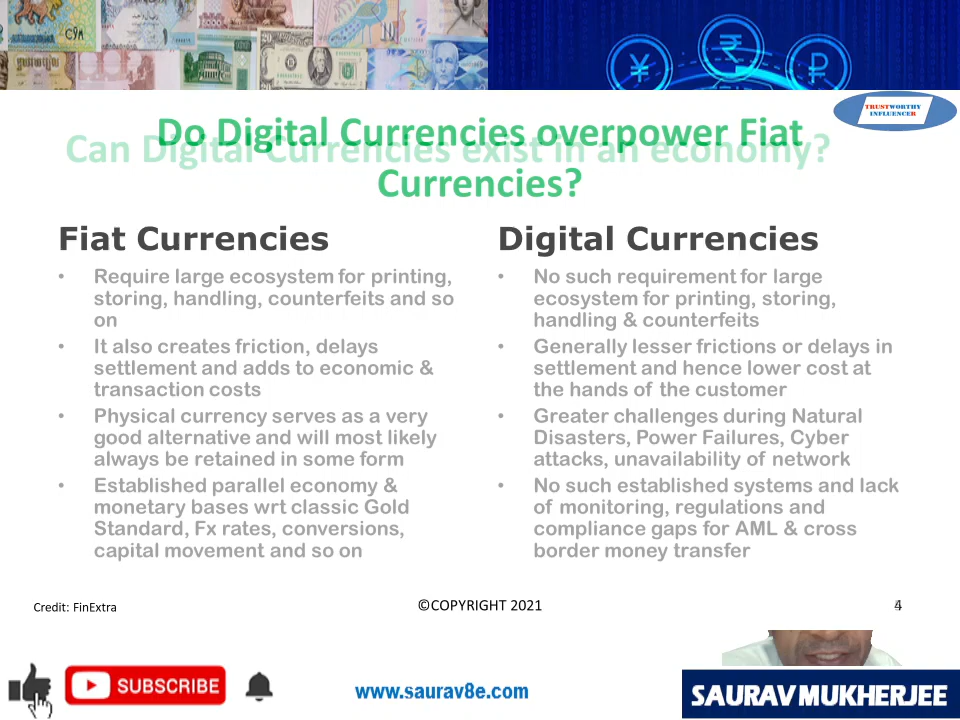 TRUSTWORTHY
INFLUENCER
Do Digital Currencies overpower Fiat
Can Digital Currencies exist in an economy?
Currencies?
Fiat Currencies
• Require large ecosystem for printing,
storing, handling, counterfeits and so
on
• It also creates friction, delays
settlement and adds to economic &
transaction costs
• Physical currency serves as a very
good alternative and will most likely
always be retained in some form
• Established parallel economy &
monetary bases wrt classic Gold
Standard, Fx rates, conversions,
capital movement and so on
Digital Currencies
• No such requirement for large
ecosystem for printing, storing,
handling & counterfeits
• Generally lesser frictions or delays in
settlement and hence lower cost at
the hands of the customer
• Greater challenges during Natural
Disasters, Power Failures, Cyber
attacks, unavailability of network
• No such established systems and lack
of monitoring, regulations and
compliance gaps for AML & cross
border money transfer
Credit: FinExtra
©COPYRIGHT 2021
4
SUBSCRIBE
www.saurav8e.com
SAURAV MUKHERJEE